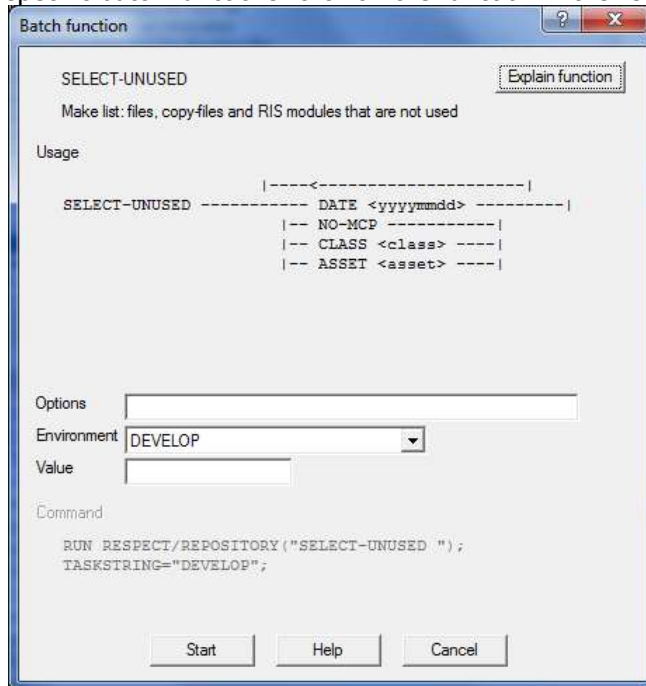 Batch function
SELECT-UNUSED
Explain function
Make list: files, copy-files and RIS modules that are not used
Usage
|----<----------------------|
SELECT-UNUSED ----------- DATE <yyyymmdd> ---------|
|-- NO-MCP -----------|
|-- CLASS <class> ----|
|-- ASSET <asset> ----|
Options
Environment DEVELOP
Value
Command
RUN RESPECT/REPOSITORY("SELECT-UNUSED ");
TASKSTRING="DEVELOP";
Start Help Cancel